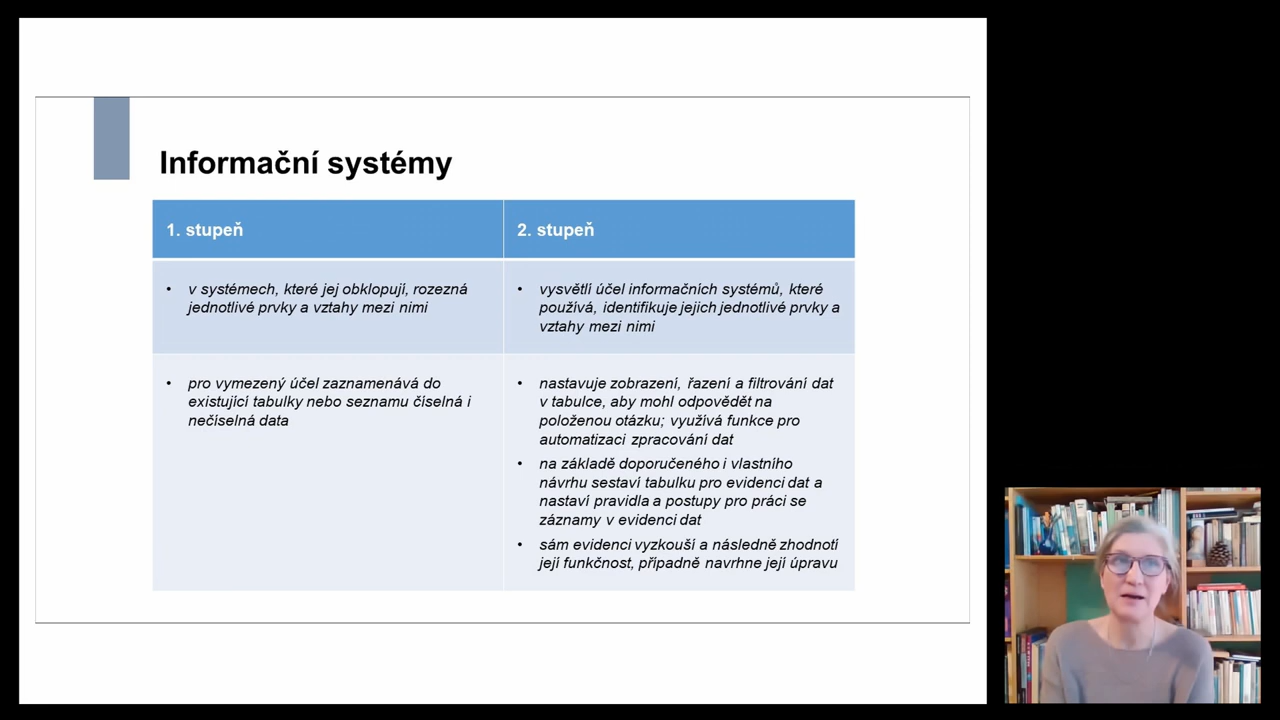 Informační systémy
1. stupeň
2. stupeň
• v systémech, které jej obklopují, rozezná
jednotlivé prvky a vztahy mezi nimi
• vysvětlí účel informačních systémů, které
používá, identifikuje jejich jednotlivé prvky a
vztahy mezi nimi
• pro vymezený účel zaznamenává do
existující tabulky nebo seznamu číselná i
nečíselná data
• nastavuje zobrazení, řazení a filtrování dat
v tabulce, aby mohl odpovědět na
položenou otázku; využívá funkce pro
automatizaci zpracování dat
• na základě doporučeného i vlastního
návrhu sestaví tabulku pro evidenci dat a
nastaví pravidla a postupy pro práci se
záznamy v evidenci dat
• sám evidenci vyzkouší a následně zhodnotí
její funkčnost, případně navrhne její úpravu